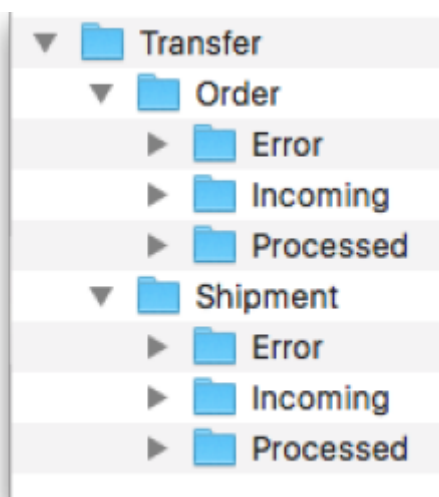 Transfer
Order
Error
Incoming
Processed
Shipment
Error
Incoming
Processed